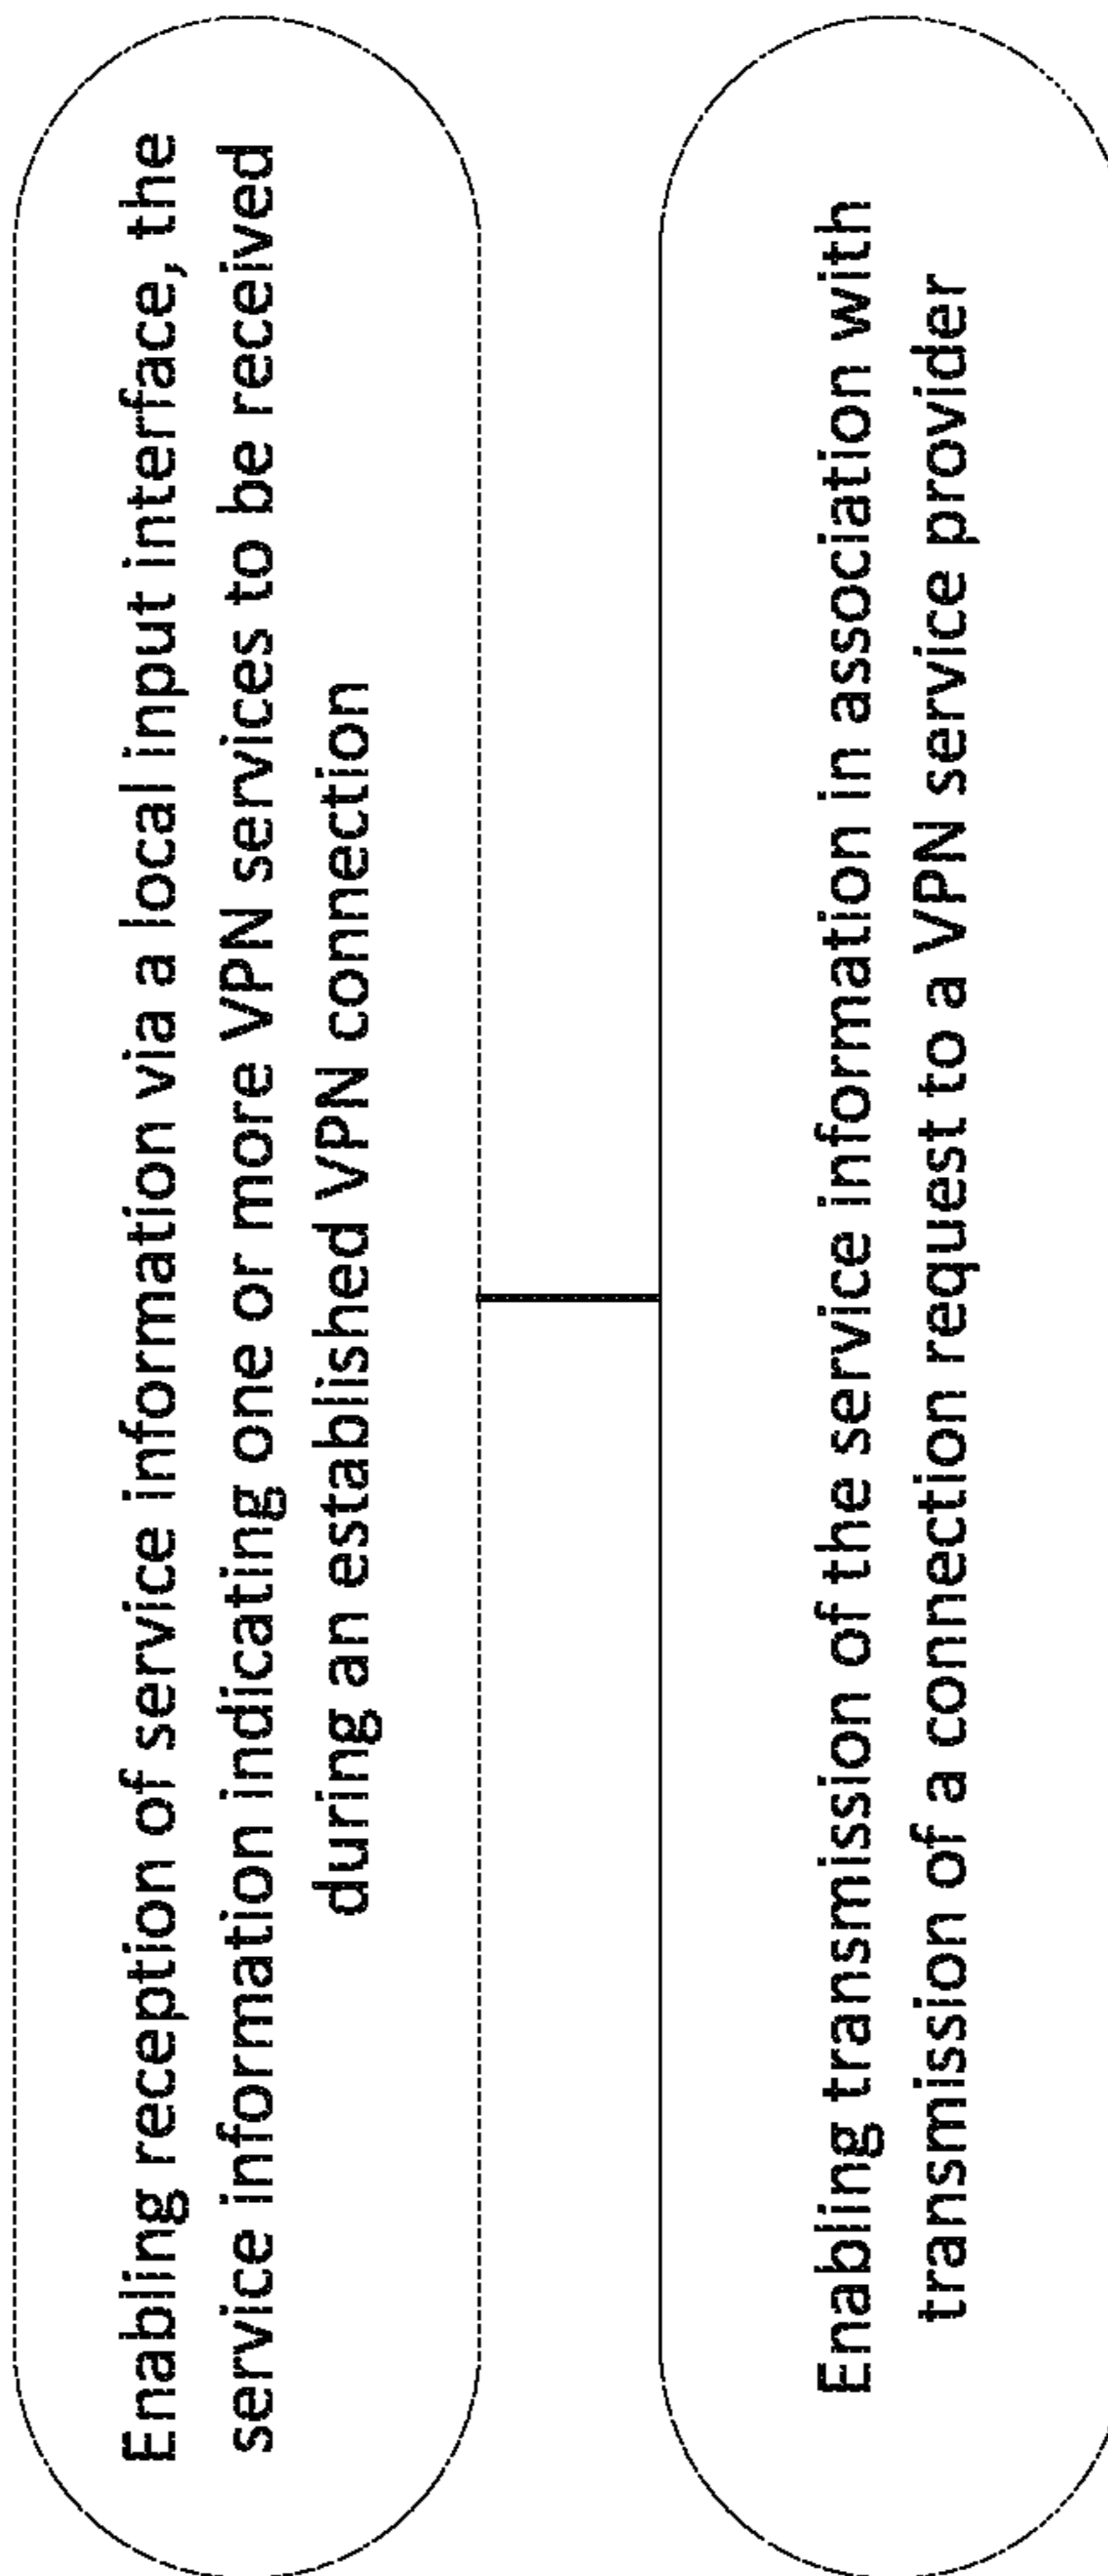 Enabling reception of service information via a local input interface, the
service information indicating one or more VPN services to be received
during an established VPN connection
Enabling transmission of the service information in association with
transmission of a connection request to a VPN service provider